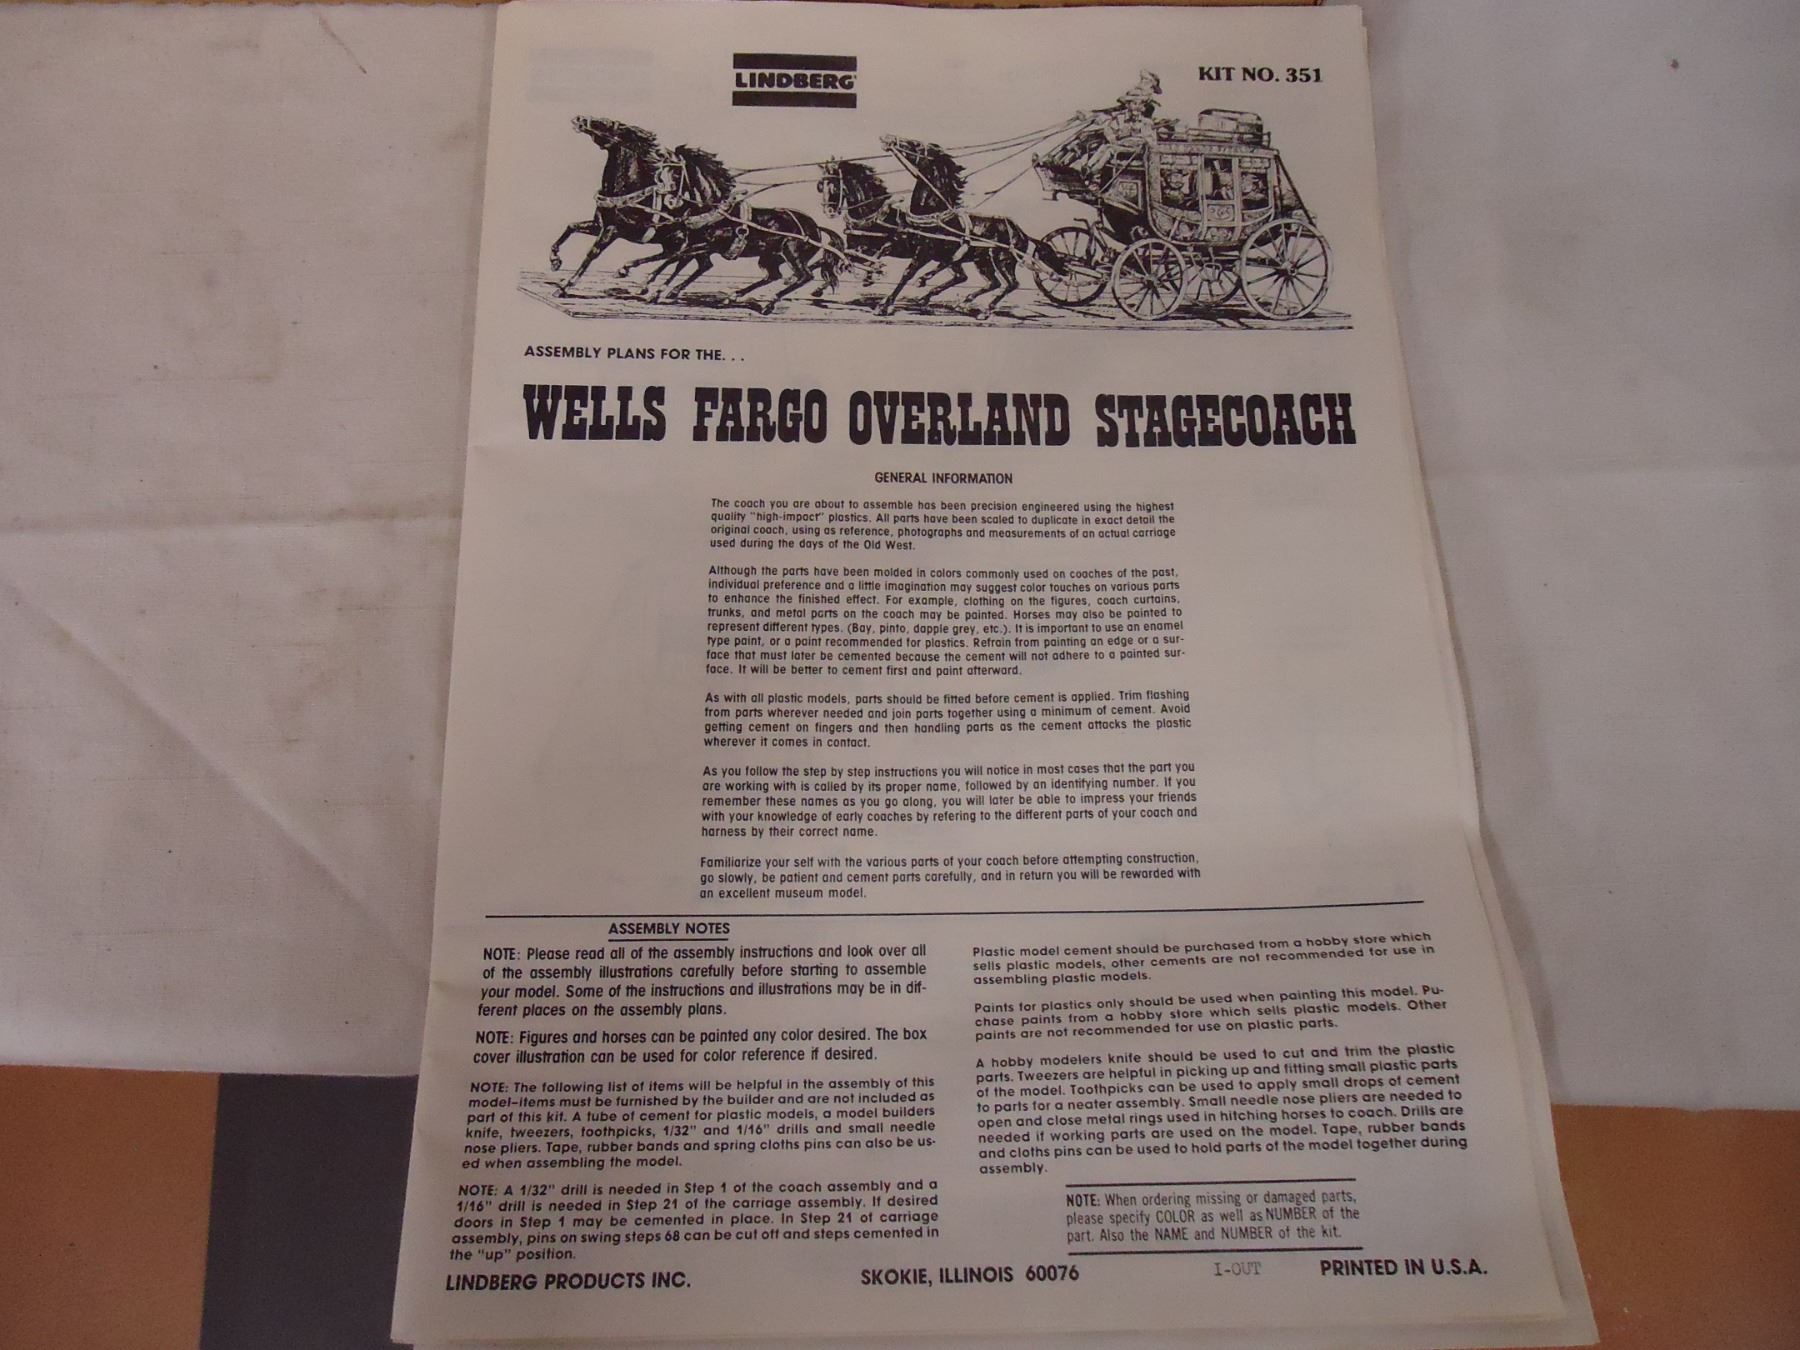 LINDBERG
KIT NO. 351
ASSEMBLY PLANS FOR THE. . .
WELLS FARGO OVERLAND STAGECOACH
GENERAL INFORMATION
The coach you are about to assemble has been precision engineered using the highest
quality "high-impact" plastics. All parts have been scaled to duplicate in exact detail the
original coach, using as reference, photographs and measurements of an actual carriage
used during the days of the Old West.
Although the parts have been molded in colors commonly used on coaches of the past,
individual preference and a little imagination may suggest color touches on various parts
to enhance the finished effect. For example, clothing on the figures, coach curtains,
trunks, and metal parts on the coach may be painted. Horses may also be painted to
represent different types. (Bay, pinto, dapple grey, etc.). It is important to use an enamel
type paint, or a paint recommended for plastics. Refrain from painting an edge or a sur-
face that must later be cemented because the cement will not adhere to a painted sur-
face. It will be better to cement first and paint afterward.
As with all plastic models, parts should be fitted before cement is applied. Trim flashing
from parts wherever needed and join parts together using a minimum of cement. Avoid
getting cement on fingers and then handling parts as the cement attacks the plastic
wherever it comes in contact.
As you follow the step by step instructions you will notice in most cases that the part you
are working with is called by its proper name, followed by an identifying number. If you
remember these names as you go along, you will later be able to impress your friends
with your knowledge of early coaches by refering to the different parts of your coach and
harness by their correct name.
Familiarize your self with the various parts of your coach before attempting construction,
go slowly, be patient and cement parts carefully, and in return you will be rewarded with
an excellent museum model.
ASSEMBLY NOTES
NOTE: Please read all of the assembly instructions and look over all
of the assembly illustrations carefully before starting to assemble
your model. Some of the instructions and illustrations may be in dif-
ferent places on the assembly plans.
NOTE: Figures and horses can be painted any color desired. The box
cover illustration can be used for color reference if desired.
NOTE: The following list of items will be helpful in the assembly of this
model-items must be furnished by the builder and are not included as
part of this kit. A tube of cement for plastic models, a model builders
knife, tweezers, toothpicks, 1/32" and 1/16" drills and small needle
nose pliers. Tape, rubber bands and spring cloths pins can also be us-
ed when assembling the model.
NOTE: A 1/32" drill is needed in Step 1 of the coach assembly and a
1/16" drill is needed in Step 21 of the carriage assembly. If desired
doors in Step 1 may be cemented in place. In Step 21 of carriage
assembly, pins on swing steps 68 can be cut off and steps cemented in
the "up" position.
Plastic model cement should be purchased from a hobby store which
sells plastic models, other cements are not recommended for use in
assembling plastic models.
Paints for plastics only should be used when painting this model. Pu-
chase paints from a hobby store which sells plastic models. Other
paints are not recommended for use on plastic parts.
A hobby modelers knife should be used to cut and trim the plastic
parts. Tweezers are helpful in picking up and fitting small plastic parts
of the model. Toothpicks can be used to apply small drops of cement
to parts for a neater assembly. Small needle nose pliers are needed to
open and close metal rings used in hitching horses to coach. Drills are
needed if working parts are used on the model. Tape, rubber bands
and cloths pins can be used to hold parts of the model together during
assembly.
NOTE: When ordering missing or damaged parts,
please specify COLOR as well as NUMBER of the
part. Also the NAME and NUMBER of the kit.
LINDBERG PRODUCTS INC.
SKOKIE, ILLINOIS 60076
I-OUT
PRINTED IN U.S.A.